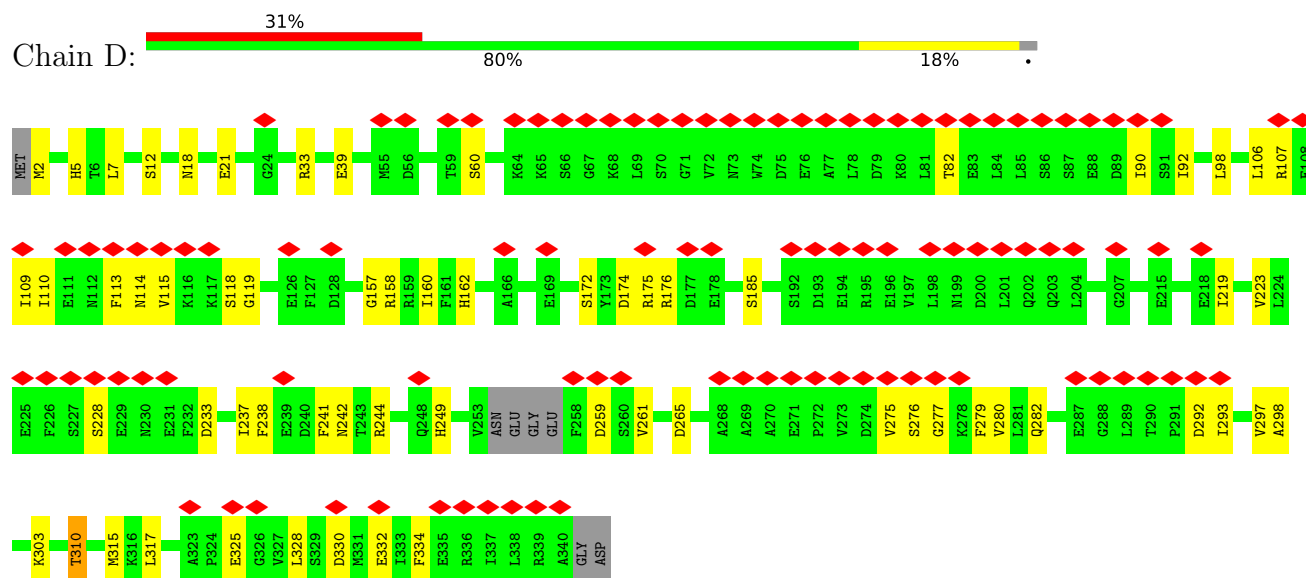 31%
Chain D:
80% 18% •
MET M2 H5 T6 L7 S12 N18 E21 G24 R33 E39 M55 D56 T59 S60 K64 K65 S66 G67 K68 L69 S70 G71 V72 N73 W74 D75 E76 A77 L78 D79 K80 L81 T82 E83 L84 L85 S86 S87 E88 D89 I90 S91 I92 L98 L106 R107 E108
I109 I110 E111 N112 F113 N114 V115 K116 K117 S118 G119 E126 F127 D128 G157 R158 R159 I160 F161 H162 A166 E169 S172 Y173 D174 R175 R176 D177 E178 S185 S192 D193 E194 R195 E196 V197 L198 N199 D200 L201 Q202 Q203 L204 G207 E215 E218 I219 V223 L224
E225 F226 S227 S228 E229 N230 E231 F232 D233 I237 F238 E239 D240 F241 N242 T243 R244 Q248 H249 V253 ASN GLU GLY GLU F258 D259 S260 V261 D265 A268 A269 A270 E271 P272 V273 D274 V275 S276 G277 K278 F279 V280 L281 Q282 E287 G288 L289 T290 P291 D292 I293 V297 A298
K303 T310 M315 K316 L317 A323 P324 E325 G326 V327 L328 S329 D330 M331 E332 I333 F334 E335 R336 I337 L338 R339 A340 GLY ASP